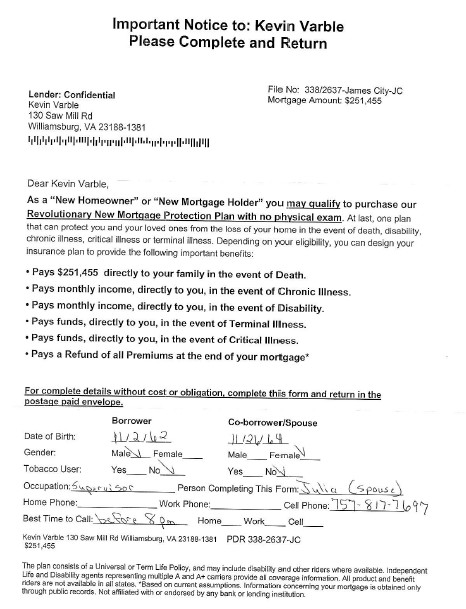 Important Notice to: Kevin Varble
Please Complete and Return
File No: 338/2637-James City-JC
Mortgage Amount: $251,455
Lender: Confidential
Kevin Varble
130 Saw Mill Rd
Williamsburg, VA 23188-1381
Dear Kevin Varble,
As a “New Homeowner” or “New Mortgage Holder” you may qualify to purchase our
Revolutionary New Mortgage Protection Plan with no physical exam. At last, one plan
that can protect you and your loved ones from the loss of your home in the event of death, disability,
chronic illness, critical illness or terminal illness. Depending on your eligibility, you can design your
insurance plan to provide the following important benefits:
• Pays $251,455 directly to your family in the event of Death.
• Pays monthly income, directly to you, in the event of Chronic Illness.
• Pays monthly income, directly to you, in the event of Disability.
• Pays funds, directly to you, in the event of Terminal Illness.
• Pays funds, directly to you, in the event of Critical Illness.
• Pays a Refund of all Premiums at the end of your mortgage*
For complete details without cost or obligation, complete this form and return in the
postage paid envelope.
Borrower Co-borrower/Spouse
Date of Birth: 11/2/62 11/21/64
Gender: Male Female Male Female
Tobacco User: Yes No Yes No
Occupation: Supervisor Person Completing This Form: Julia (spouse)
Home Phone: Work Phone: Cell Phone: 757-817-7697
Best Time to Call: before 8pm Home Work Cell
Kevin Varble 130 Saw Mill Rd Williamsburg, VA 23188-1381 PDR 338-2637-JC
$251,455
The plan consists of a Universal or Term Life Policy, and may include disability and other riders where available. Independent
Life and Disability agents representing multiple A and A+ carriers provide all coverage information. All product and benefit
riders are not available in all states. *Based on current assumptions. Information concerning your mortgage is obtained only
through public records. Not affiliated with or endorsed by any bank or lending institution.